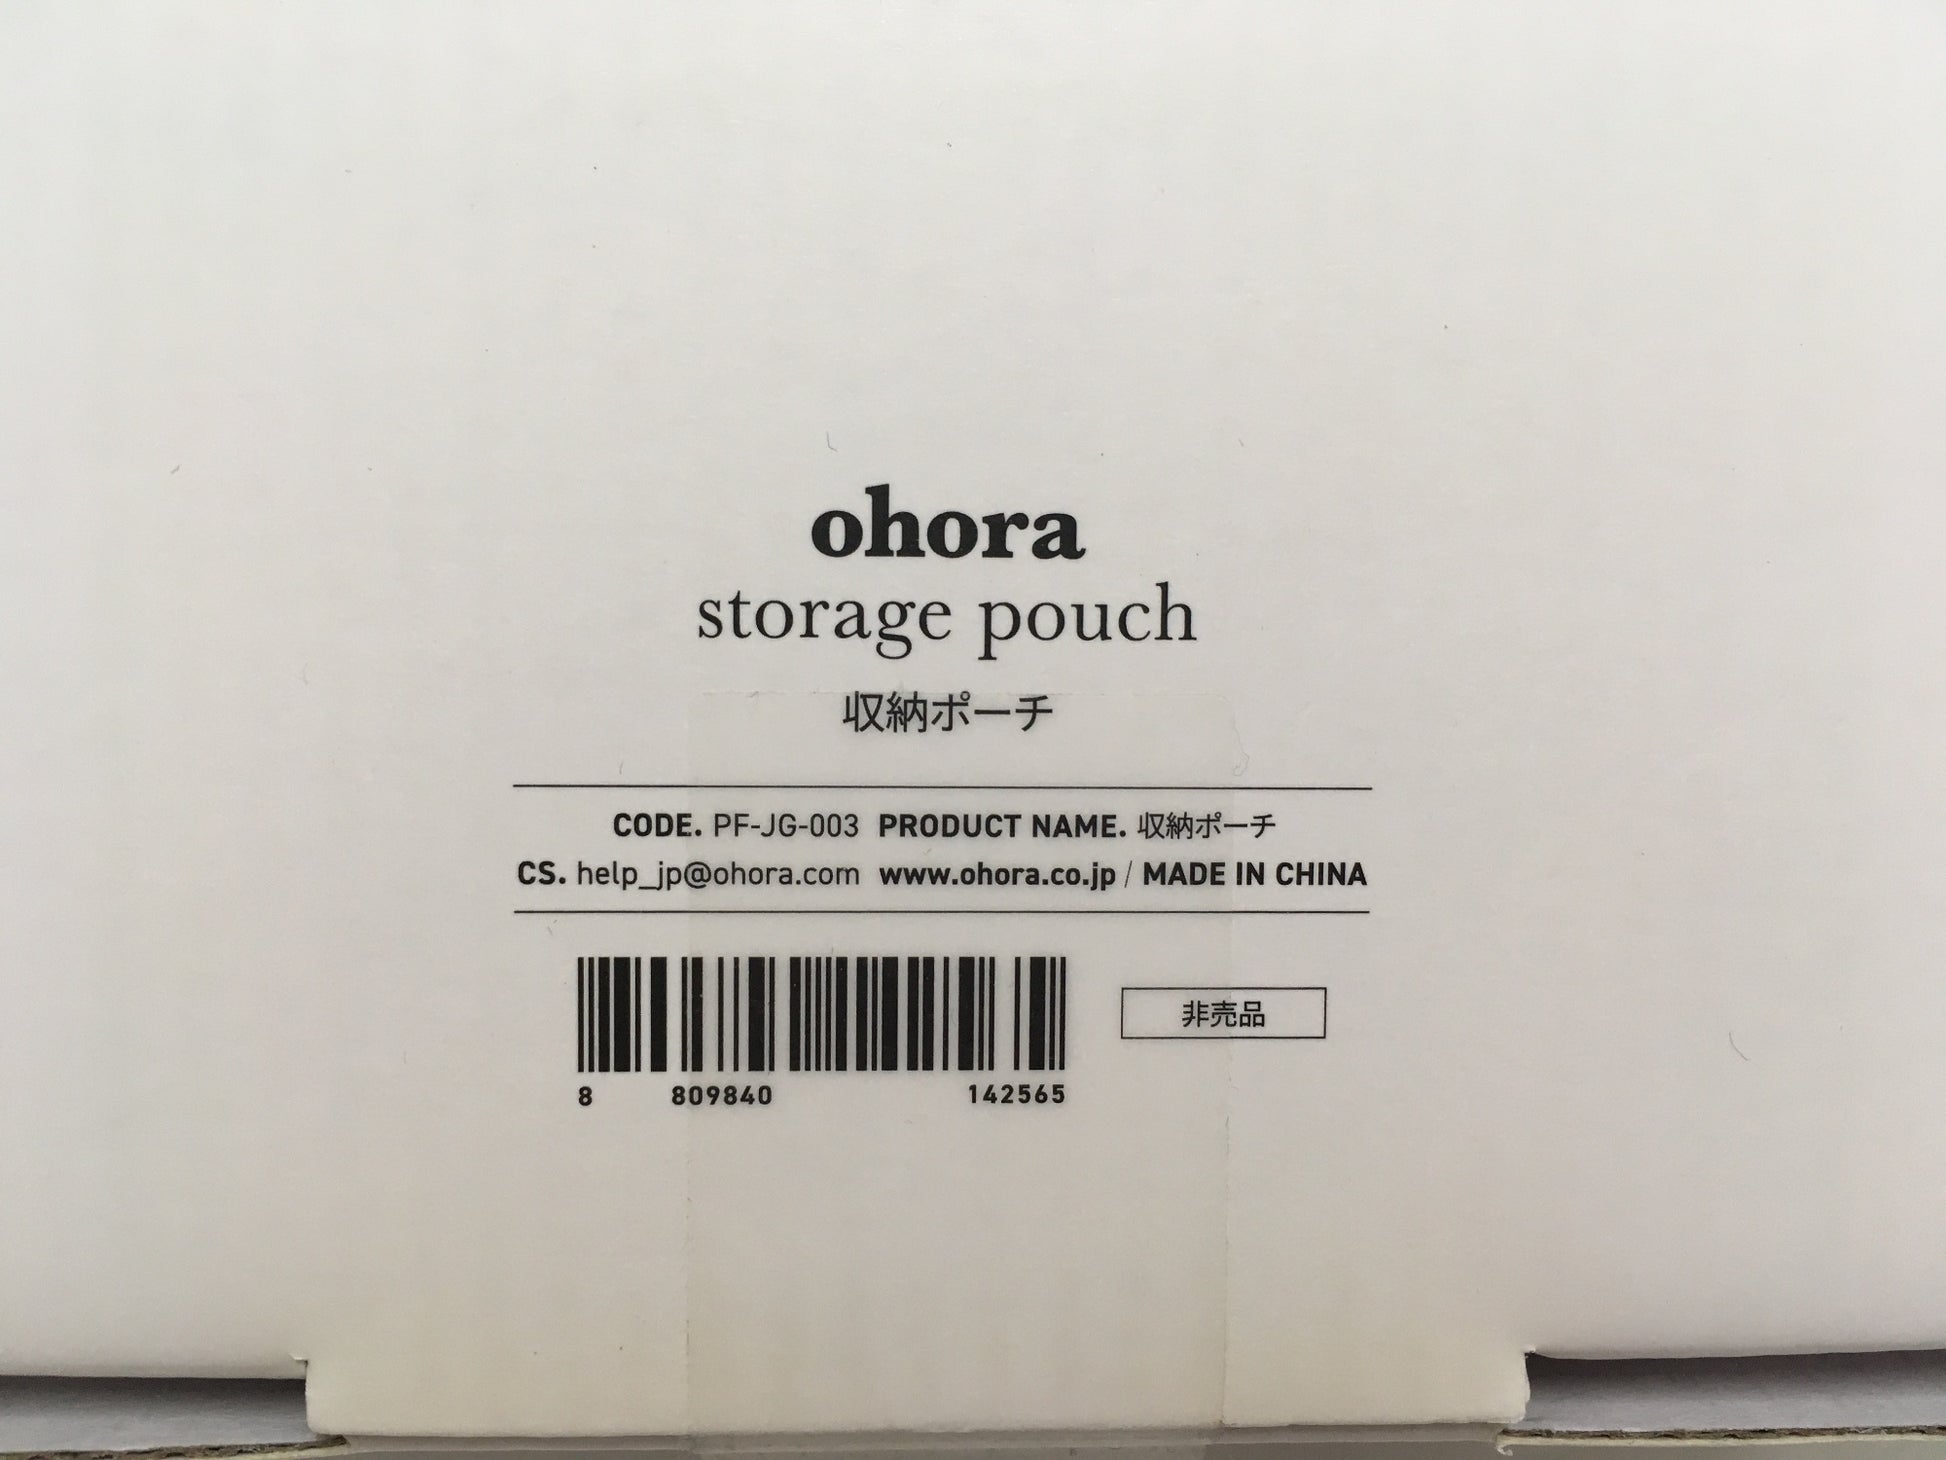 ohora
storage pouch
収納ポーチ
CODE. PF-JG-003 PRODUCT NAME. 収納ポーチ
CS. help_jp@ohora.com www.ohora.co.jp / MADE IN CHINA
非売品
8 809840 142565